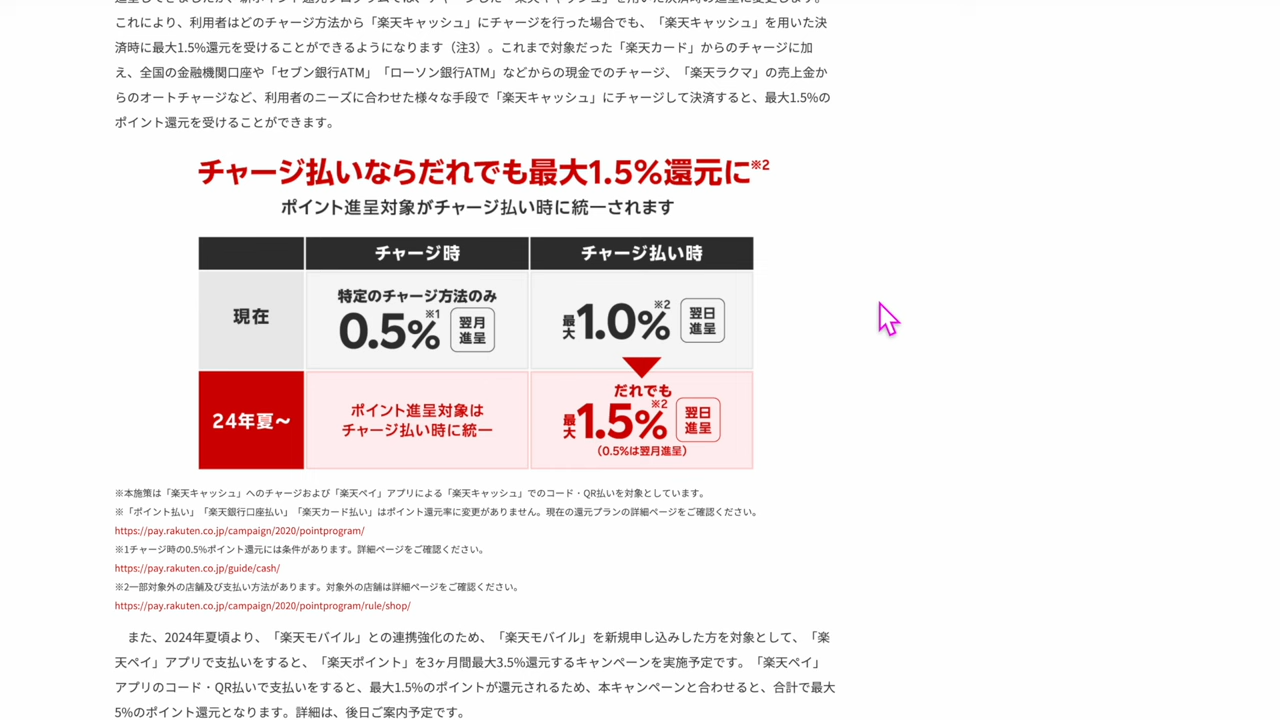 これにより、利用者はどのチャージ方法から「楽天キャッシュ」にチャージを行った場合でも、「楽天キャッシュ」を用いた決
済時に最大1.5%還元を受けることができるようになります（注3）。これまで対象だった「楽天カード」からのチャージに加
え、全国の金融機関口座や「セブン銀行ATM」「ローソン銀行ATM」などからの現金でのチャージ、「楽天ラクマ」の売上金か
らのオートチャージなど、利用者のニーズに合わせた様々な手段で「楽天キャッシュ」にチャージして決済すると、最大1.5%の
ポイント還元を受けることができます。
チャージ払いならだれでも最大1.5%還元に※2
ポイント進呈対象がチャージ払い時に統一されます
チャージ時 チャージ払い時
現在
特定のチャージ方法のみ
0.5%※1 翌月進呈
最大1.0%※2 翌日進呈
24年夏～
ポイント進呈対象は
チャージ払い時に統一
だれでも
最大1.5%※2 翌日進呈
（0.5%は翌月進呈）
※本施策は「楽天キャッシュ」へのチャージおよび「楽天ペイ」アプリによる「楽天キャッシュ」でのコード・QR払いを対象としています。
※「ポイント払い」「楽天銀行口座払い」「楽天カード払い」はポイント還元率に変更がありません。現在の還元プランの詳細ページをご確認ください。
https://pay.rakuten.co.jp/campaign/2020/pointprogram/
※1チャージ時の0.5%ポイント還元には条件があります。詳細ページをご確認ください。
https://pay.rakuten.co.jp/guide/cash/
※2一部対象外の店舗及び支払い方法があります。対象外の店舗は詳細ページをご確認ください。
https://pay.rakuten.co.jp/campaign/2020/pointprogram/rule/shop/
また、2024年夏頃より、「楽天モバイル」との連携強化のため、「楽天モバイル」を新規申し込みした方を対象として、「楽
天ペイ」アプリで支払いをすると、「楽天ポイント」を3ヶ月間最大3.5%還元するキャンペーンを実施予定です。「楽天ペイ」
アプリのコード・QR払いで支払いをすると、最大1.5%のポイントが還元されるため、本キャンペーンと合わせると、合計で最大
5%のポイント還元となります。詳細は、後日ご案内予定です。